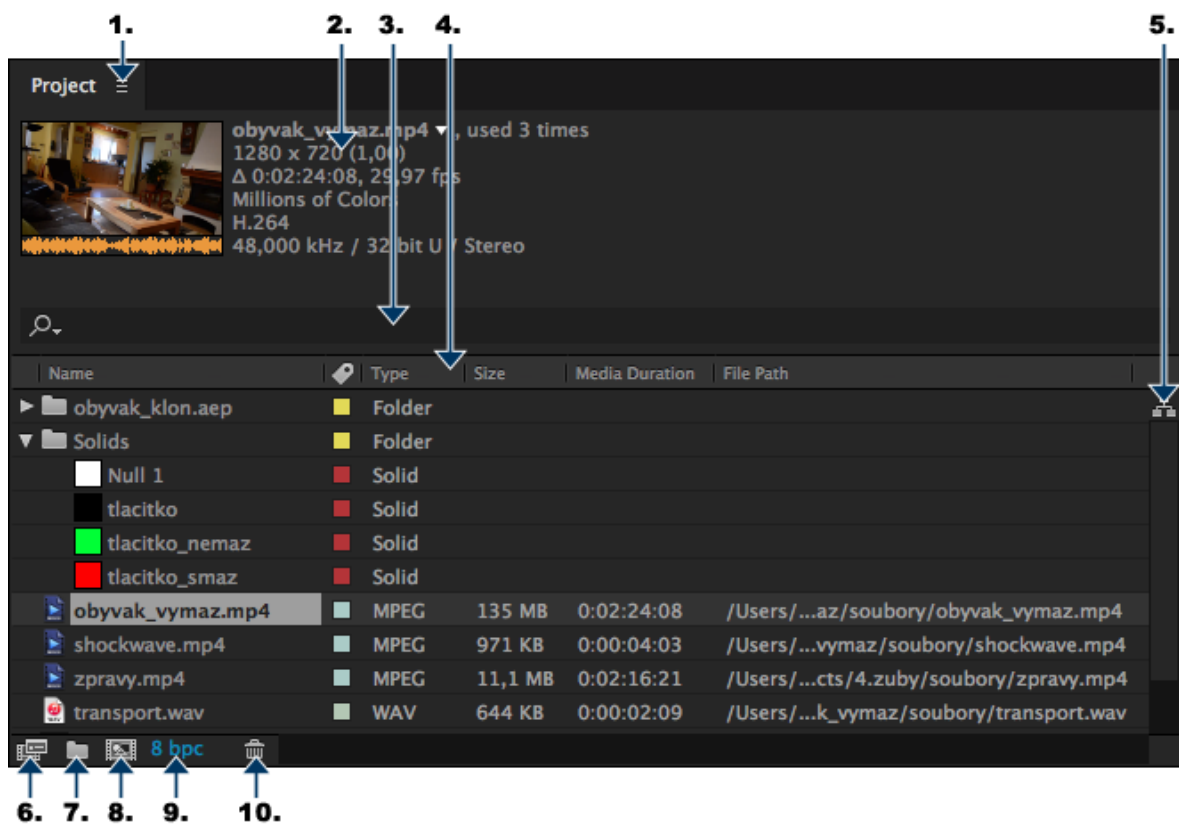 1. 2. 3. 4. 5.
Project
obyvak_vymaz.mp4 ▼, used 3 times
1280 x 720 (1,00)
Δ 0:02:24:08, 29,97 fps
Millions of Colors
H.264
48,000 kHz / 32 bit U / Stereo
Name Type Size Media Duration File Path
obyvak_klon.aep Folder
Solids Folder
Null 1 Solid
tlacitko Solid
tlacitko_nemaz Solid
tlacitko_smaz Solid
obyvak_vymaz.mp4 MPEG 135 MB 0:02:24:08 /Users/...az/soubory/obyvak_vymaz.mp4
shockwave.mp4 MPEG 971 KB 0:00:04:03 /Users/...vymaz/soubory/shockwave.mp4
zpravy.mp4 MPEG 11,1 MB 0:02:16:21 /Users/...cts/4.zuby/soubory/zpravy.mp4
transport.wav WAV 644 KB 0:00:02:09 /Users/...k_vymaz/soubory/transport.wav
8 bpc
6. 7. 8. 9. 10.